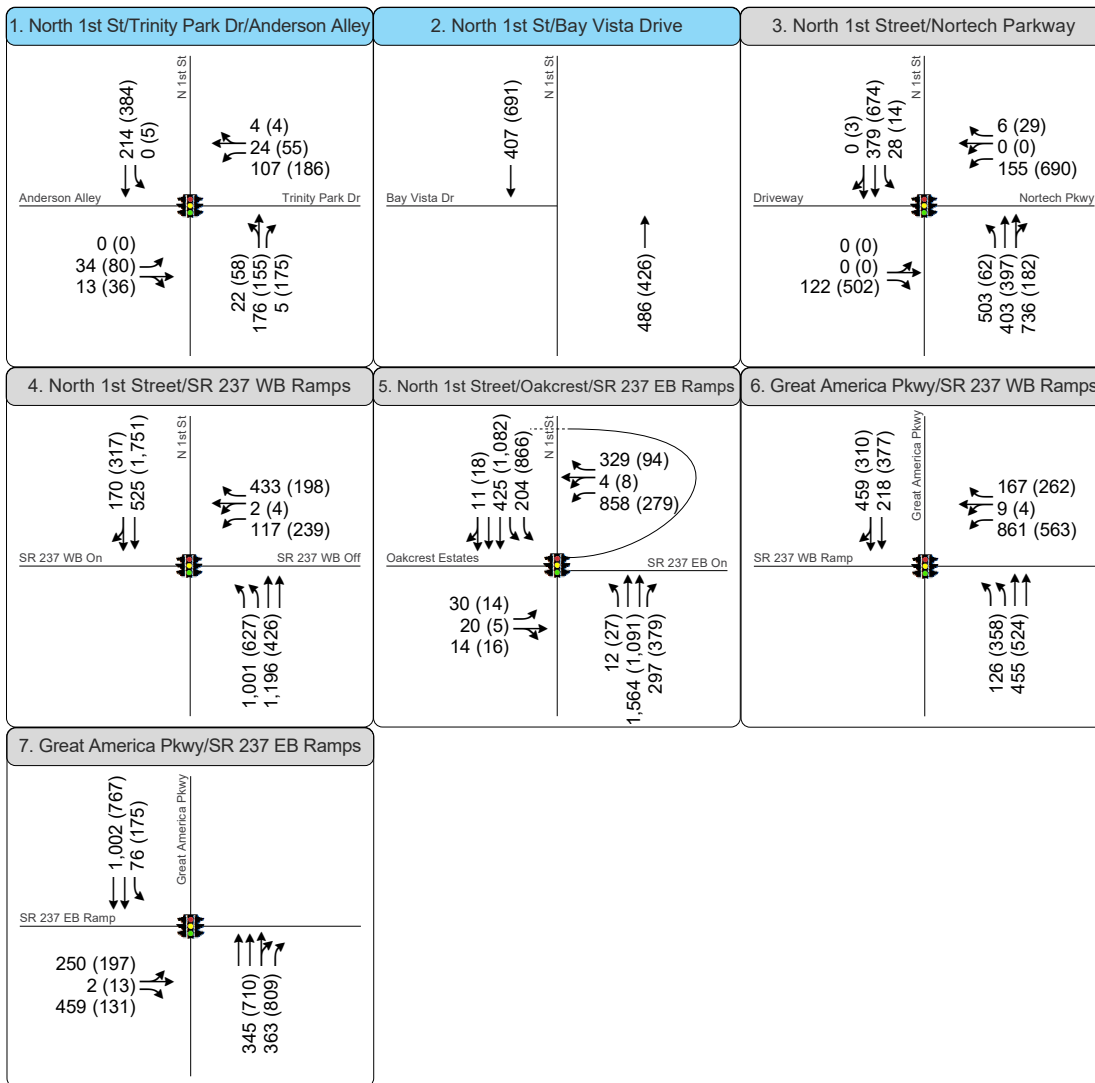 1. North 1st St/Trinity Park Dr/Anderson Alley
N 1st St
214 (384)
0 (5)
4 (4)
24 (55)
107 (186)
Anderson Alley
Trinity Park Dr
0 (0)
34 (80)
13 (36)
22 (58)
176 (155)
5 (175)
2. North 1st St/Bay Vista Drive
N 1st St
407 (691)
Bay Vista Dr
486 (426)
3. North 1st Street/Nortech Parkway
N 1st St
0 (3)
379 (674)
28 (14)
6 (29)
0 (0)
155 (690)
Driveway
Nortech Pkwy
0 (0)
0 (0)
122 (502)
503 (62)
403 (397)
736 (182)
4. North 1st Street/SR 237 WB Ramps
N 1st St
170 (317)
525 (1,751)
433 (198)
2 (4)
117 (239)
SR 237 WB On
SR 237 WB Off
1,001 (627)
1,196 (426)
5. North 1st Street/Oakcrest/SR 237 EB Ramps
N 1st St
11 (18)
425 (1,082)
204 (866)
329 (94)
4 (8)
858 (279)
Oakcrest Estates
SR 237 EB On
30 (14)
20 (5)
14 (16)
12 (27)
1,564 (1,091)
297 (379)
6. Great America Pkwy/SR 237 WB Ramps
Great America Pkwy
459 (310)
218 (377)
167 (262)
9 (4)
861 (563)
SR 237 WB Ramp
126 (358)
455 (524)
7. Great America Pkwy/SR 237 EB Ramps
Great America Pkwy
1,002 (767)
76 (175)
SR 237 EB Ramp
250 (197)
2 (13)
459 (131)
345 (710)
363 (809)